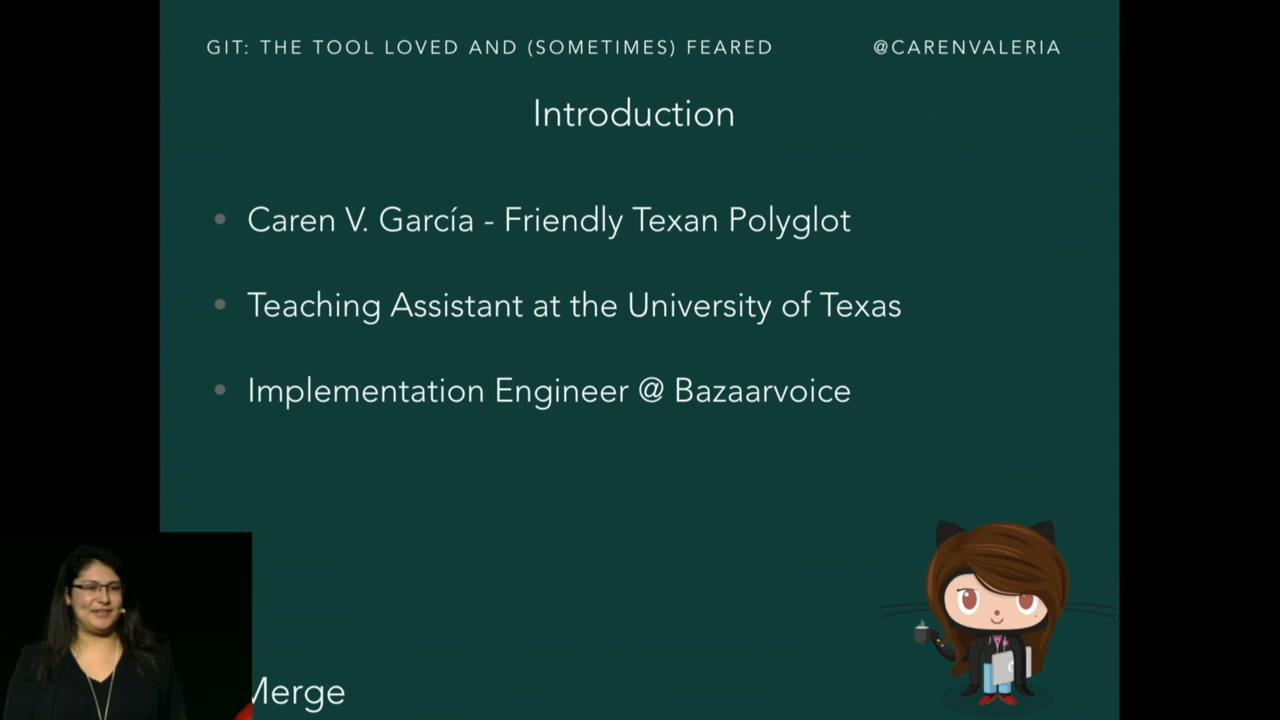 GIT: THE TOOL LOVED AND (SOMETIMES) FEARED
@CARENVALERIA
Introduction
• Caren V. García - Friendly Texan Polyglot
• Teaching Assistant at the University of Texas
• Implementation Engineer @ Bazaarvoice
Merge